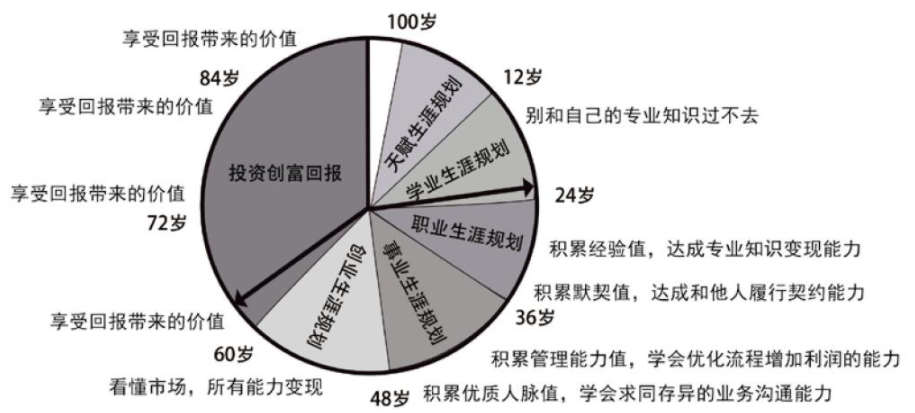 100岁
享受回报带来的价值
84岁
12岁
享受回报带来的价值
别和自己的专业知识过不去
天赋生涯规划
学业生涯规划
投资创富回报
享受回报带来的价值
72岁
24岁
职业生涯规划
积累经验值，达成专业知识变现能力
事业生涯规划
创业生涯规划
积累默契值，达成和他人履行契约能力
36岁
享受回报带来的价值
60岁
积累管理能力值，学会优化流程增加利润的能力
看懂市场，所有能力变现
48岁
积累优质人脉值，学会求同存异的业务沟通能力